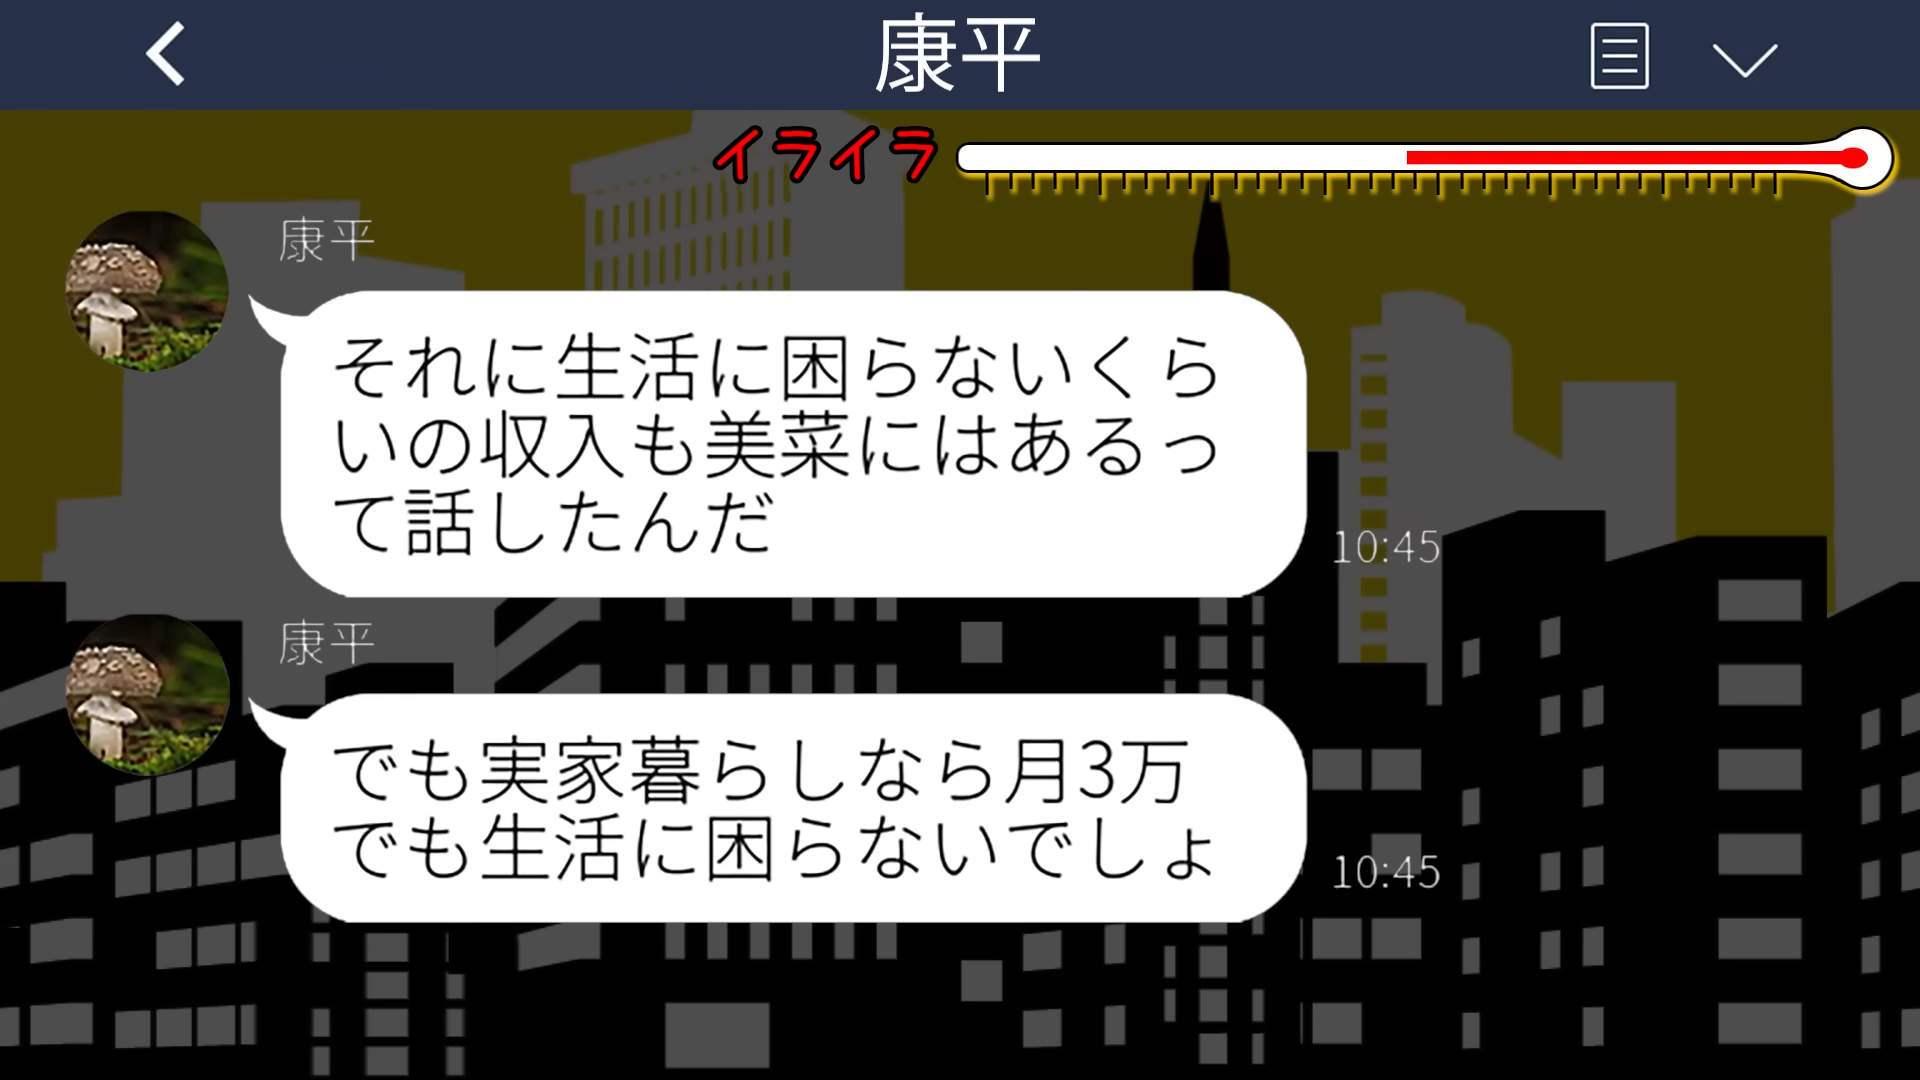 康平
イライラ
康平
それに生活に困らないくら
いの収入も美菜にはあるっ
て話したんだ
10:45
康平
でも実家暮らしなら月3万
でも生活に困らないでしょ
10:45